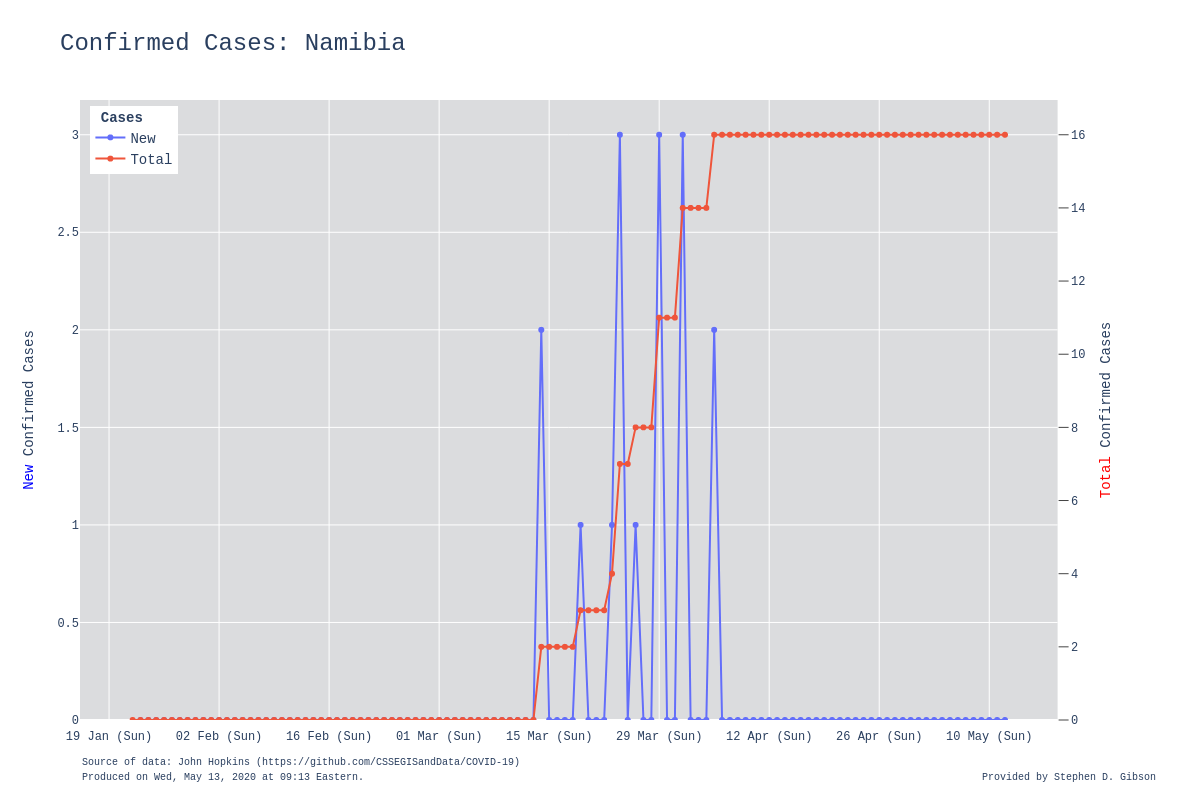 Confirmed Cases: Namibia
Cases
New
Total
3
2.5
2
1.5
1
0.5
0
16
14
12
10
8
6
4
2
0
New Confirmed Cases
Total Confirmed Cases
19 Jan (Sun) 02 Feb (Sun) 16 Feb (Sun) 01 Mar (Sun) 15 Mar (Sun) 29 Mar (Sun) 12 Apr (Sun) 26 Apr (Sun) 10 May (Sun)
Source of data: John Hopkins (https://github.com/CSSEGISandData/COVID-19)
Produced on Wed, May 13, 2020 at 09:13 Eastern.
Provided by Stephen D. Gibson